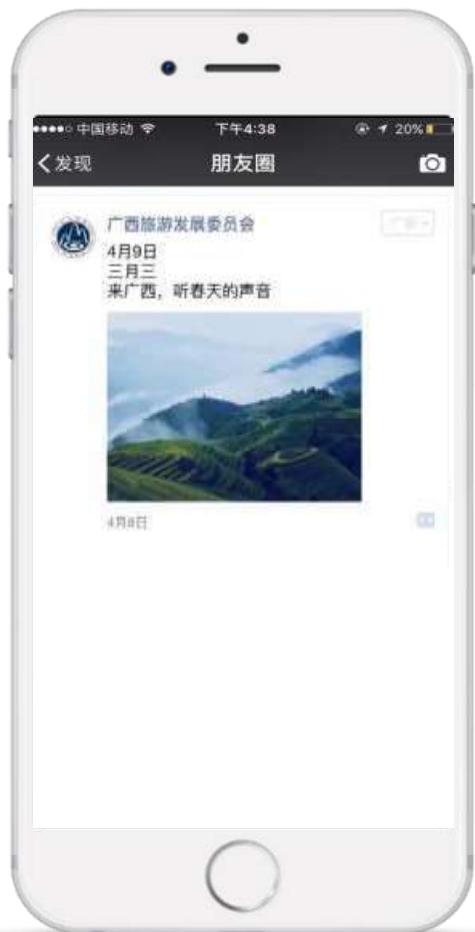 中国移动 下午4:38 20%
发现 朋友圈
广西旅游发展委员会
4月9日
三月三
来广西，听春天的声音
4月8日